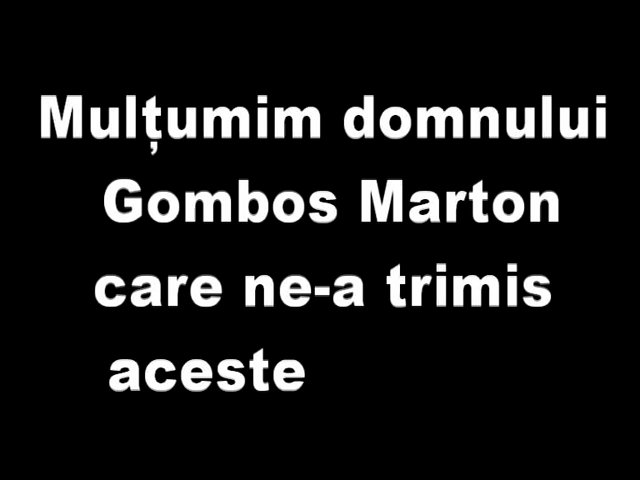 Mulțumim domnului
Gombos Marton
care ne-a trimis
aceste